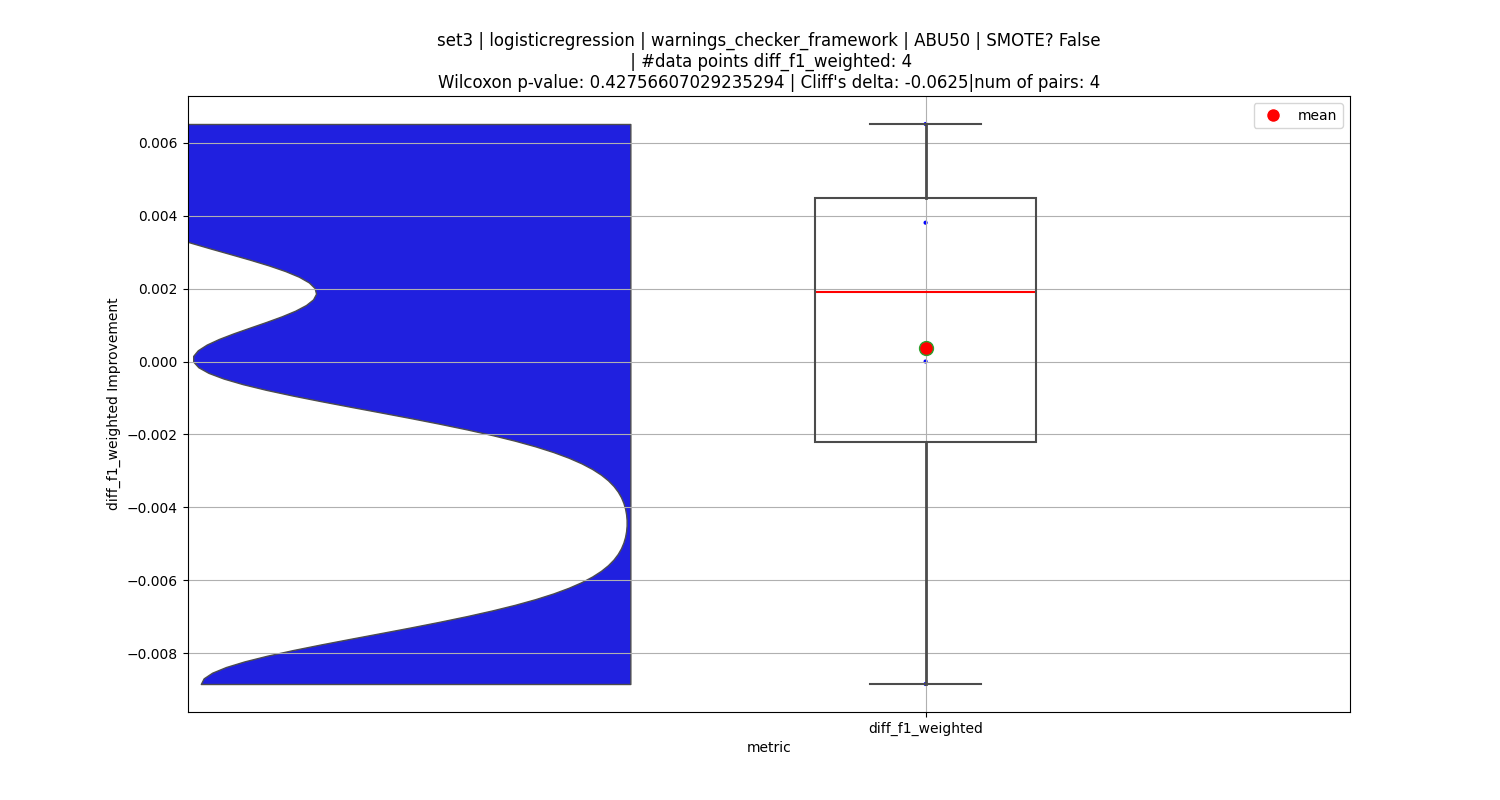 set3 | logisticregression | warnings_checker_framework | ABU50 | SMOTE? False
| #data points diff_f1_weighted: 4
Wilcoxon p-value: 0.42756607029235294 | Cliff's delta: -0.0625|num of pairs: 4
mean
0.006
0.004
0.002
0.000
−0.002
−0.004
−0.006
−0.008
diff_f1_weighted Improvement
diff_f1_weighted
metric